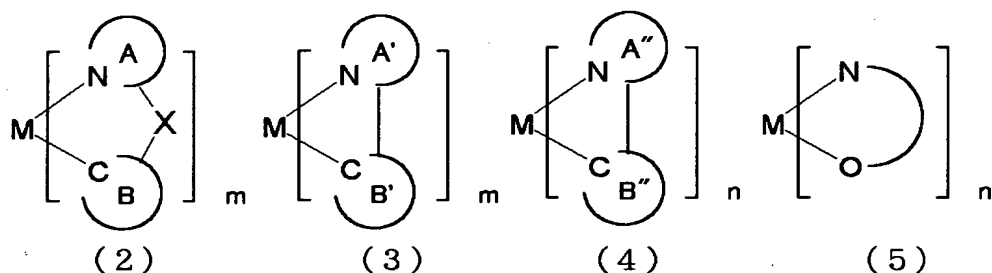 N A X M C B m
N A' M C B' m
N A" M C B" n
N M O n
(2) (3) (4) (5)